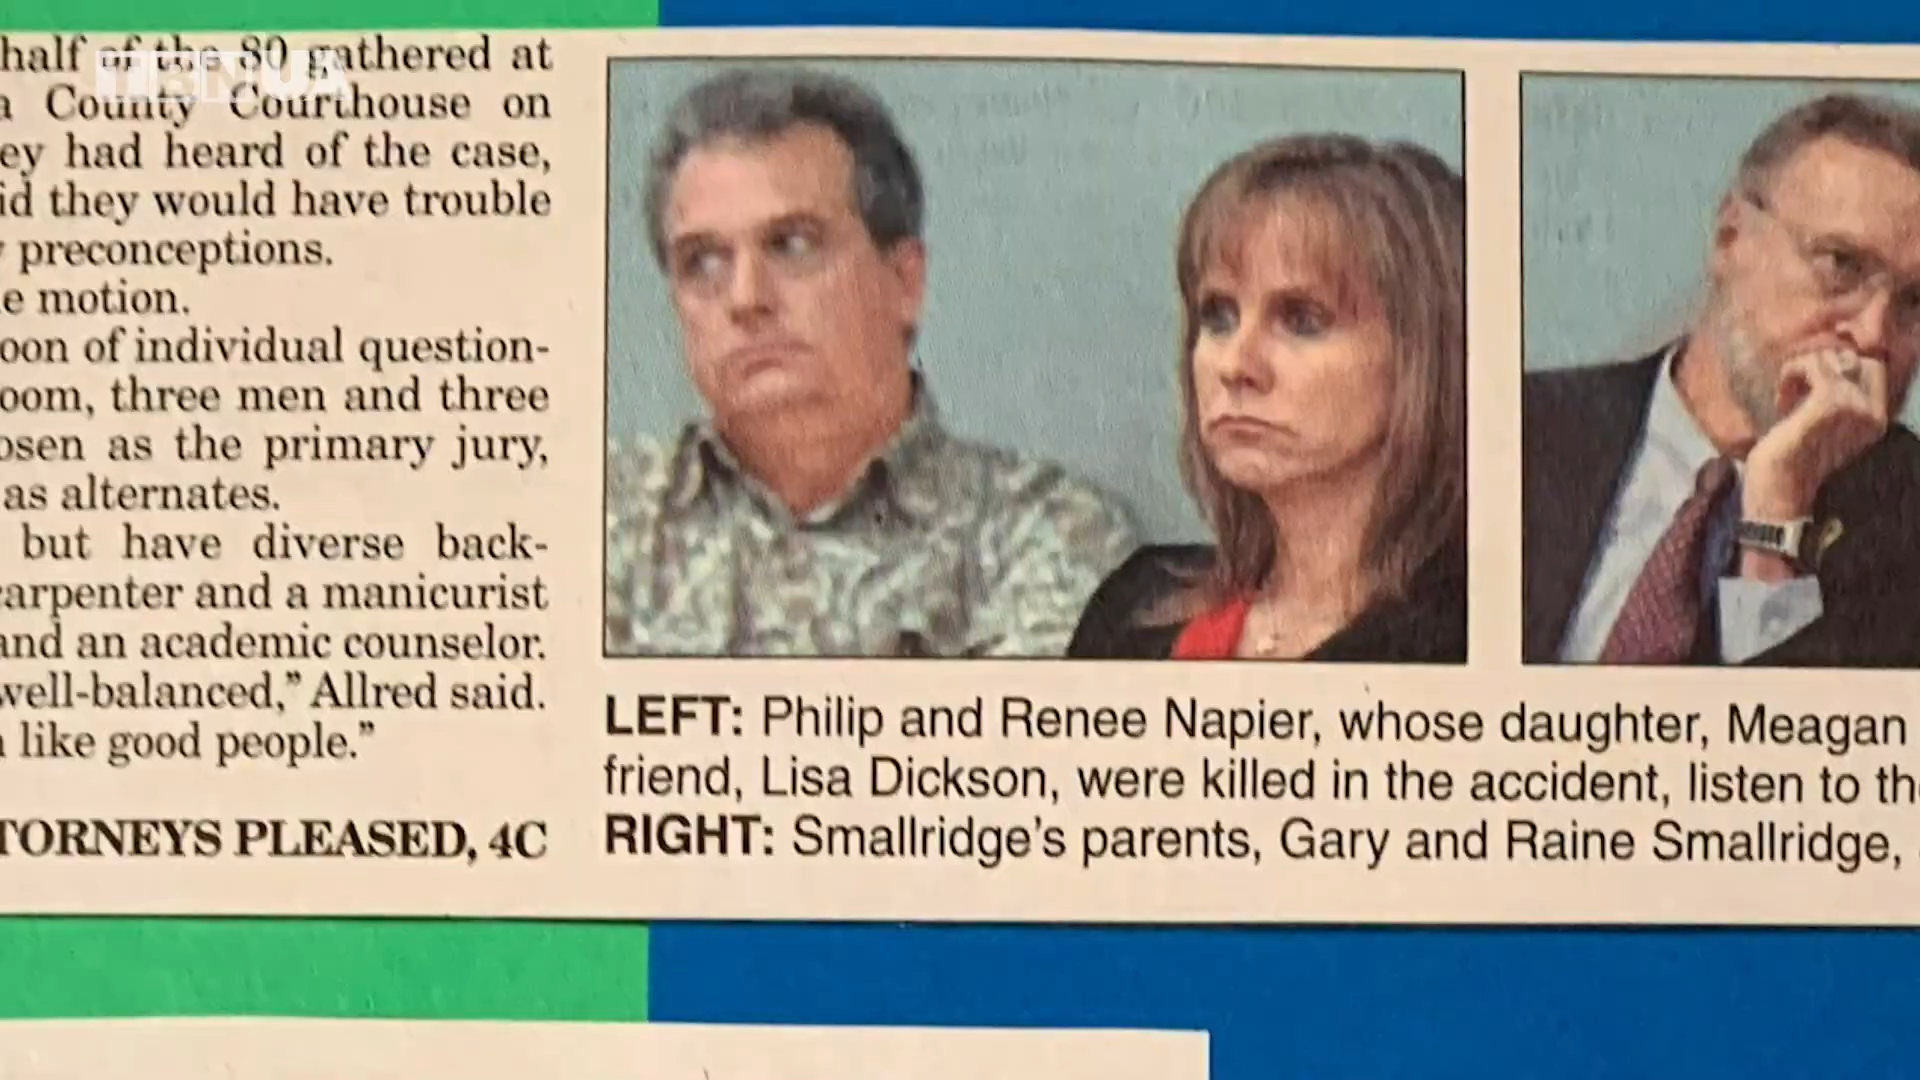 half of the 80 gathered at
a County Courthouse on
ey had heard of the case,
id they would have trouble
preconceptions.
e motion.
oon of individual question-
oom, three men and three
osen as the primary jury,
as alternates.
but have diverse back-
carpenter and a manicurist
and an academic counselor.
well-balanced," Allred said.
like good people."
TORNEYS PLEASED, 4C
LEFT: Philip and Renee Napier, whose daughter, Meagan
friend, Lisa Dickson, were killed in the accident, listen to th
RIGHT: Smallridge's parents, Gary and Raine Smallridge,